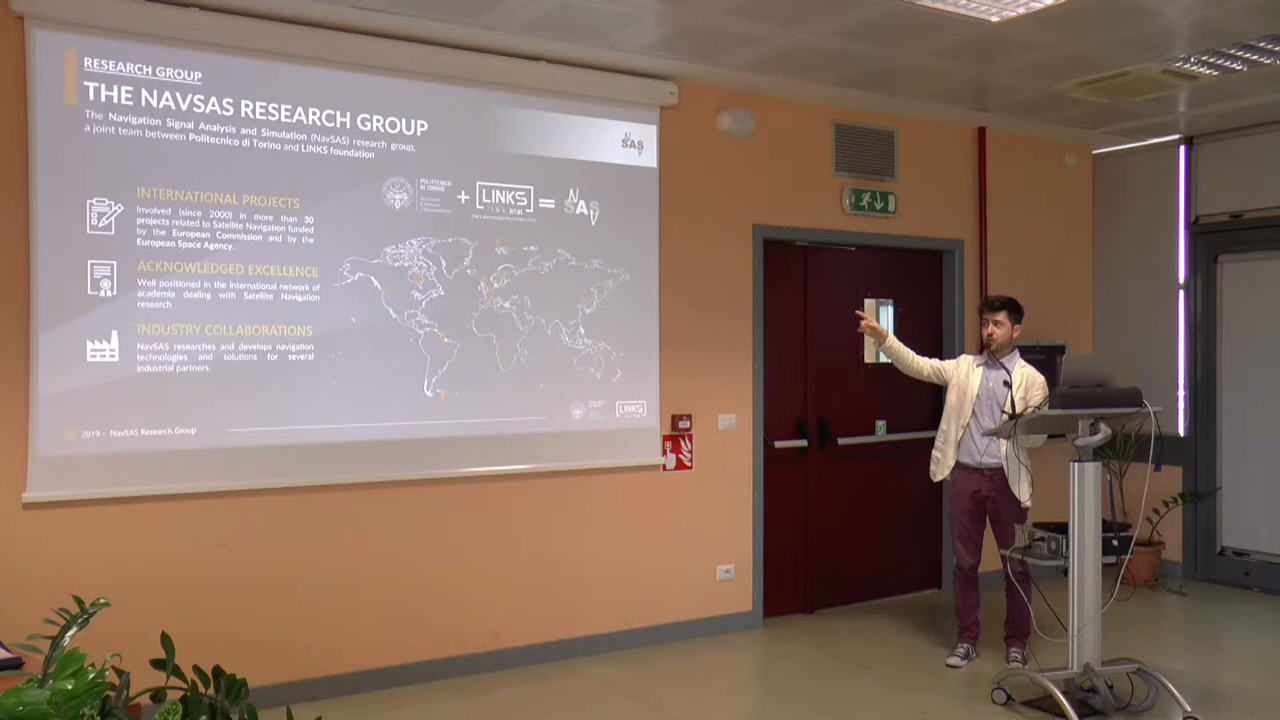 RESEARCH GROUP
THE NAVSAS RESEARCH GROUP
The Navigation Signal Analysis and Simulation (NavSAS) research group,
a joint team between Politecnico di Torino and LINKS foundation
SAS
POLITECNICO
DI TORINO
+ LINKS = SAS
INTERNATIONAL PROJECTS
Involved (since 2000) in more than 30
projects related to Satellite Navigation funded
by the European Commission and by the
European Space Agency.
ACKNOWLEDGED EXCELLENCE
Well positioned in the international network of
academia dealing with Satellite Navigation
research
INDUSTRY COLLABORATIONS
NavSAS researches and develops navigation
technologies and solutions for several
industrial partners.
2019 - NavSAS Research Group
LINKS